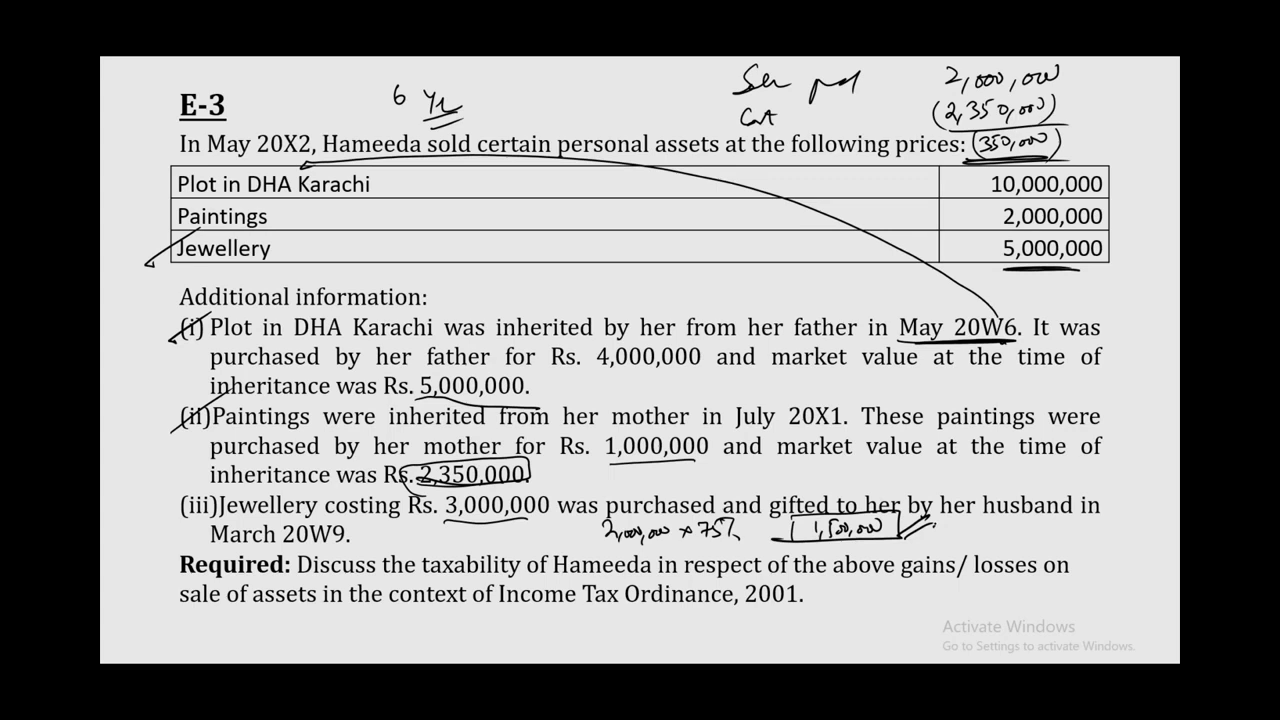 2,000,000
6 Yr
E-3
Cost
(2,350,000)
In May 20X2, Hameeda sold certain personal assets at the following prices: (350,000)
Plot in DHA Karachi 10,000,000
Paintings 2,000,000
Jewellery 5,000,000
Additional information:
(i) Plot in DHA Karachi was inherited by her from her father in May 20W6. It was
purchased by her father for Rs. 4,000,000 and market value at the time of
inheritance was Rs. 5,000,000.
(ii)Paintings were inherited from her mother in July 20X1. These paintings were
purchased by her mother for Rs. 1,000,000 and market value at the time of
inheritance was Rs. 2,350,000.
(iii)Jewellery costing Rs. 3,000,000 was purchased and gifted to her by her husband in
March 20W9.
2,000,000 x 75% 1,500,000
Required: Discuss the taxability of Hameeda in respect of the above gains/ losses on
sale of assets in the context of Income Tax Ordinance, 2001.
Activate Windows
Go to Settings to activate Windows.